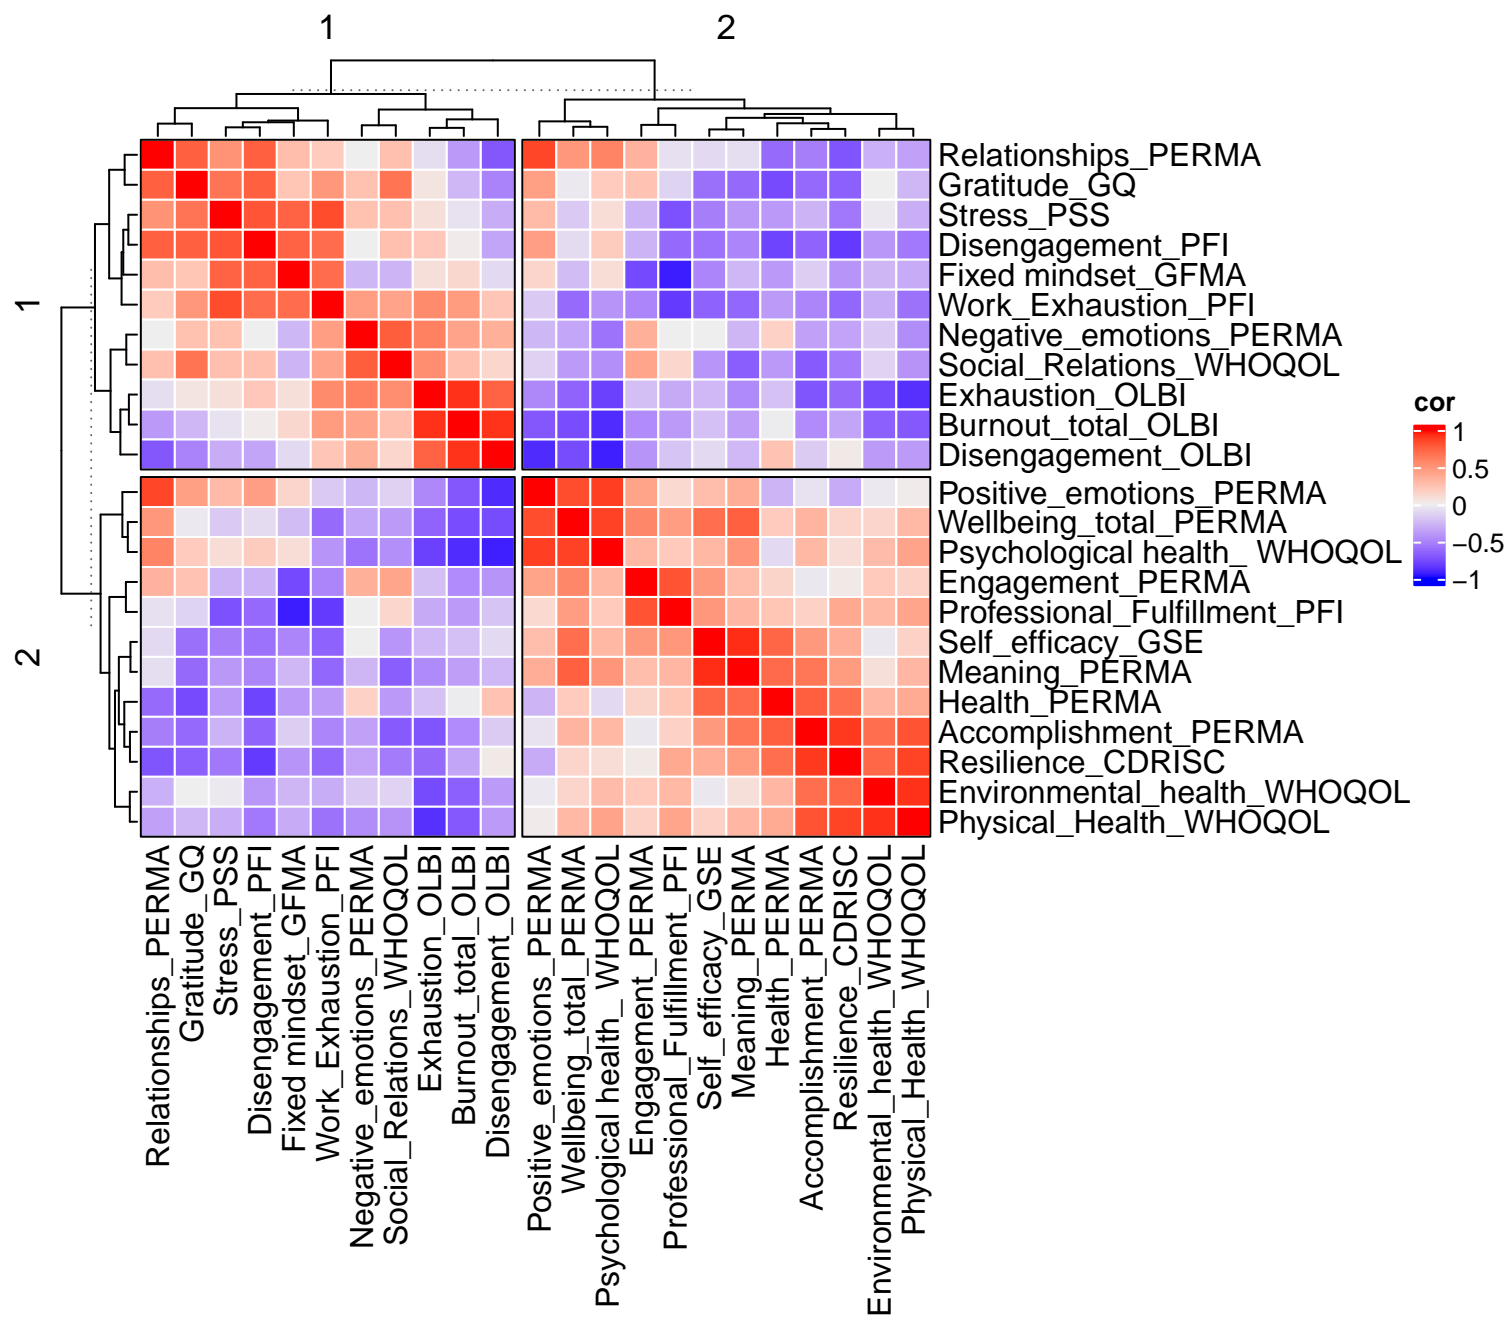 1
2
1
2
Relationships_PERMA
Gratitude_GQ
Stress_PSS
Disengagement_PFI
Fixed mindset_GFMA
Work_Exhaustion_PFI
Negative_emotions_PERMA
Social_Relations_WHOQOL
Exhaustion_OLBI
Burnout_total_OLBI
Disengagement_OLBI
Positive_emotions_PERMA
Wellbeing_total_PERMA
Psychological health_ WHOQOL
Engagement_PERMA
Professional_Fulfillment_PFI
Self_efficacy_GSE
Meaning_PERMA
Health_PERMA
Accomplishment_PERMA
Resilience_CDRISC
Environmental_health_WHOQOL
Physical_Health_WHOQOL
cor
1
0.5
0
−0.5
−1
Relationships_PERMA
Gratitude_GQ
Stress_PSS
Disengagement_PFI
Fixed mindset_GFMA
Work_Exhaustion_PFI
Negative_emotions_PERMA
Social_Relations_WHOQOL
Exhaustion_OLBI
Burnout_total_OLBI
Disengagement_OLBI
Positive_emotions_PERMA
Wellbeing_total_PERMA
Psychological health_ WHOQOL
Engagement_PERMA
Professional_Fulfillment_PFI
Self_efficacy_GSE
Meaning_PERMA
Health_PERMA
Accomplishment_PERMA
Resilience_CDRISC
Environmental_health_WHOQOL
Physical_Health_WHOQOL